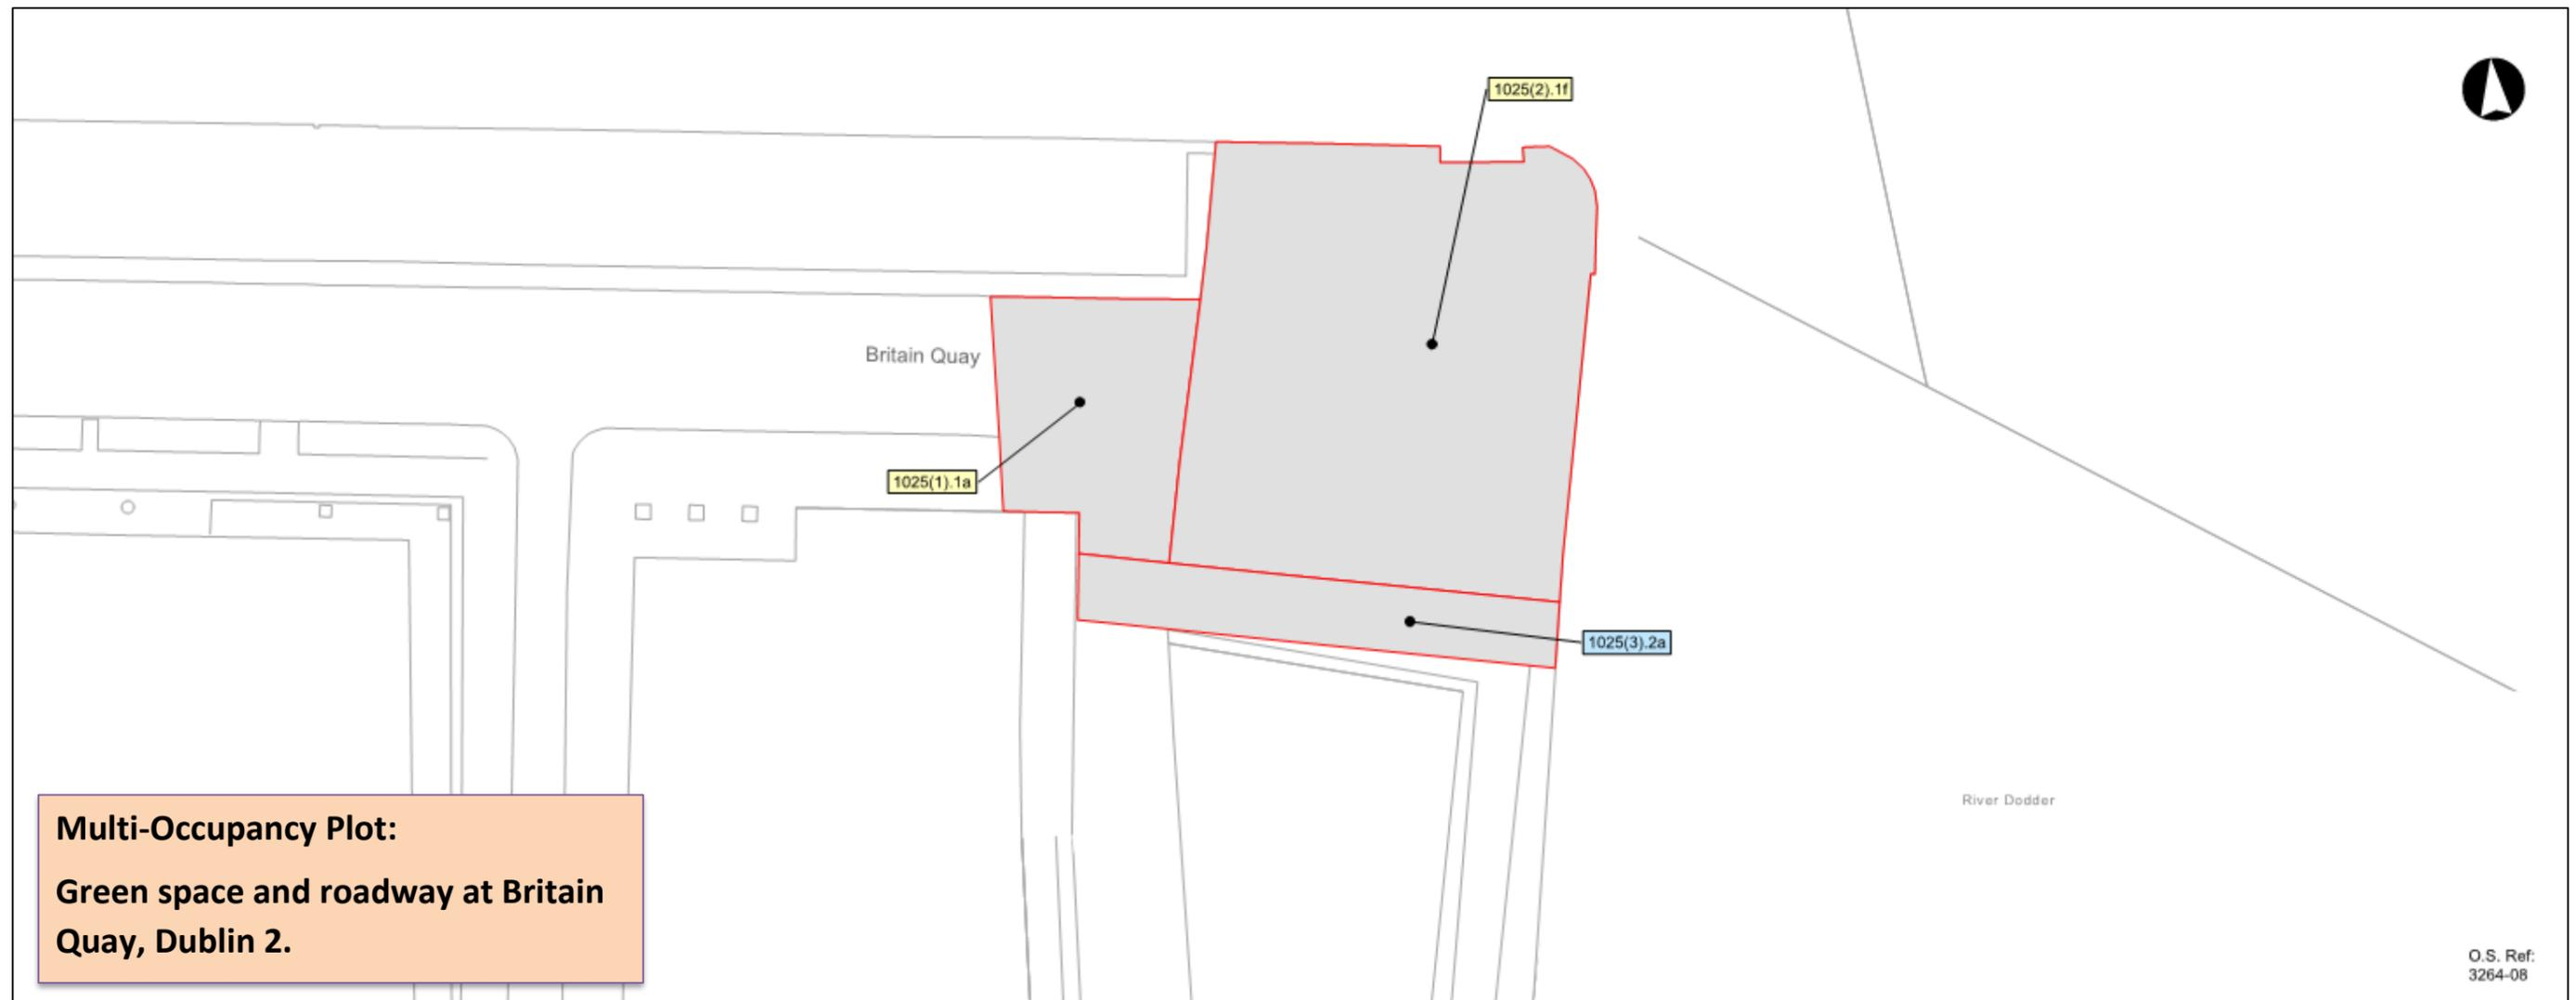 1025(2).1f
Britain Quay
1025(1).1a
1025(3).2a
River Dodder
Multi-Occupancy Plot:
Green space and roadway at Britain
Quay, Dublin 2.
O.S. Ref:
3264-08